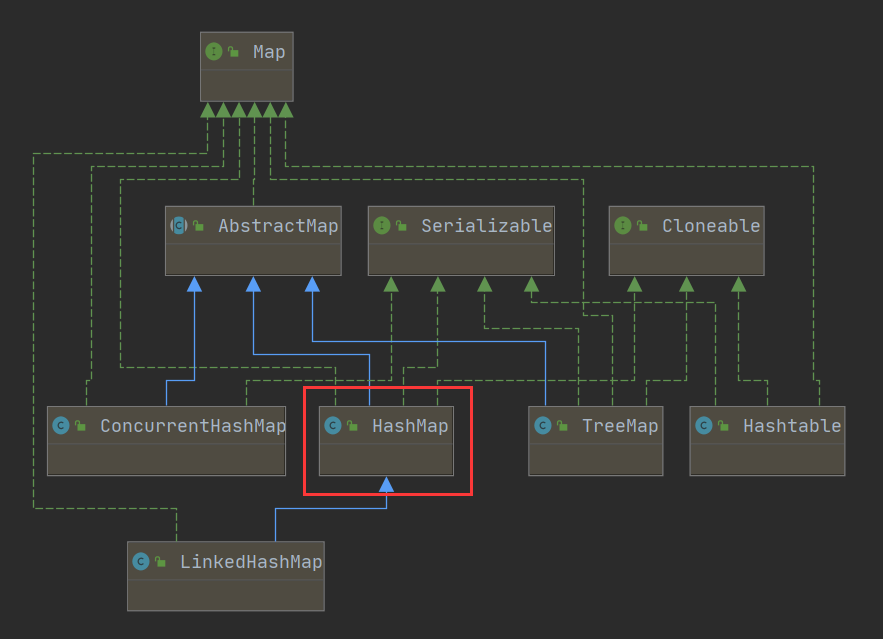 Map
AbstractMap
Serializable
Cloneable
ConcurrentHashMap
HashMap
TreeMap
Hashtable
LinkedHashMap